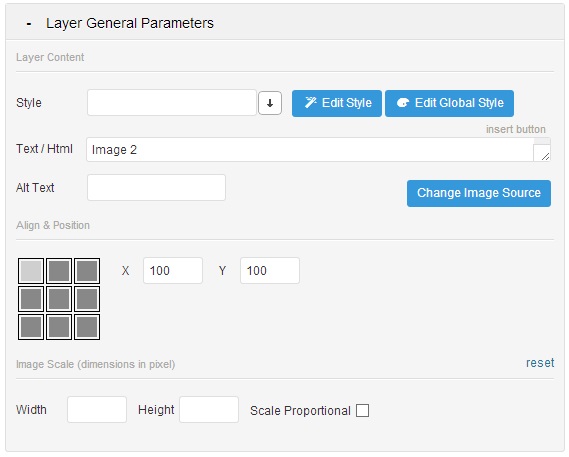 - Layer General Parameters
Layer Content
Style Edit Style Edit Global Style
insert button
Text / Html Image 2
Alt Text Change Image Source
Align & Position
X 100 Y 100
Image Scale (dimensions in pixel) reset
Width Height Scale Proportional